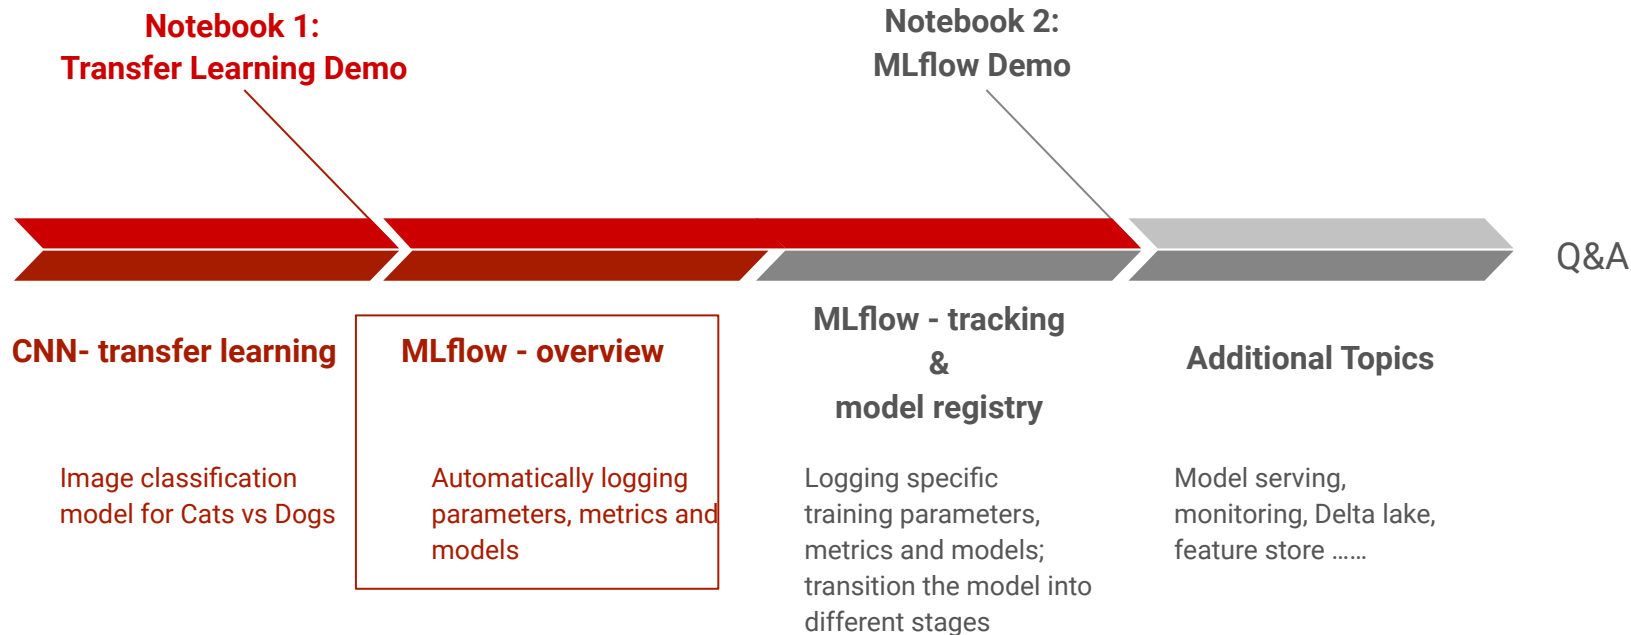 Notebook 1:
Transfer Learning Demo
Notebook 2:
MLflow Demo
Q&A
CNN- transfer learning
Image classification
model for Cats vs Dogs
MLflow - overview
Automatically logging
parameters, metrics and
models
MLflow - tracking
&
model registry
Logging specific
training parameters,
metrics and models;
transition the model into
different stages
Additional Topics
Model serving,
monitoring, Delta lake,
feature store ……